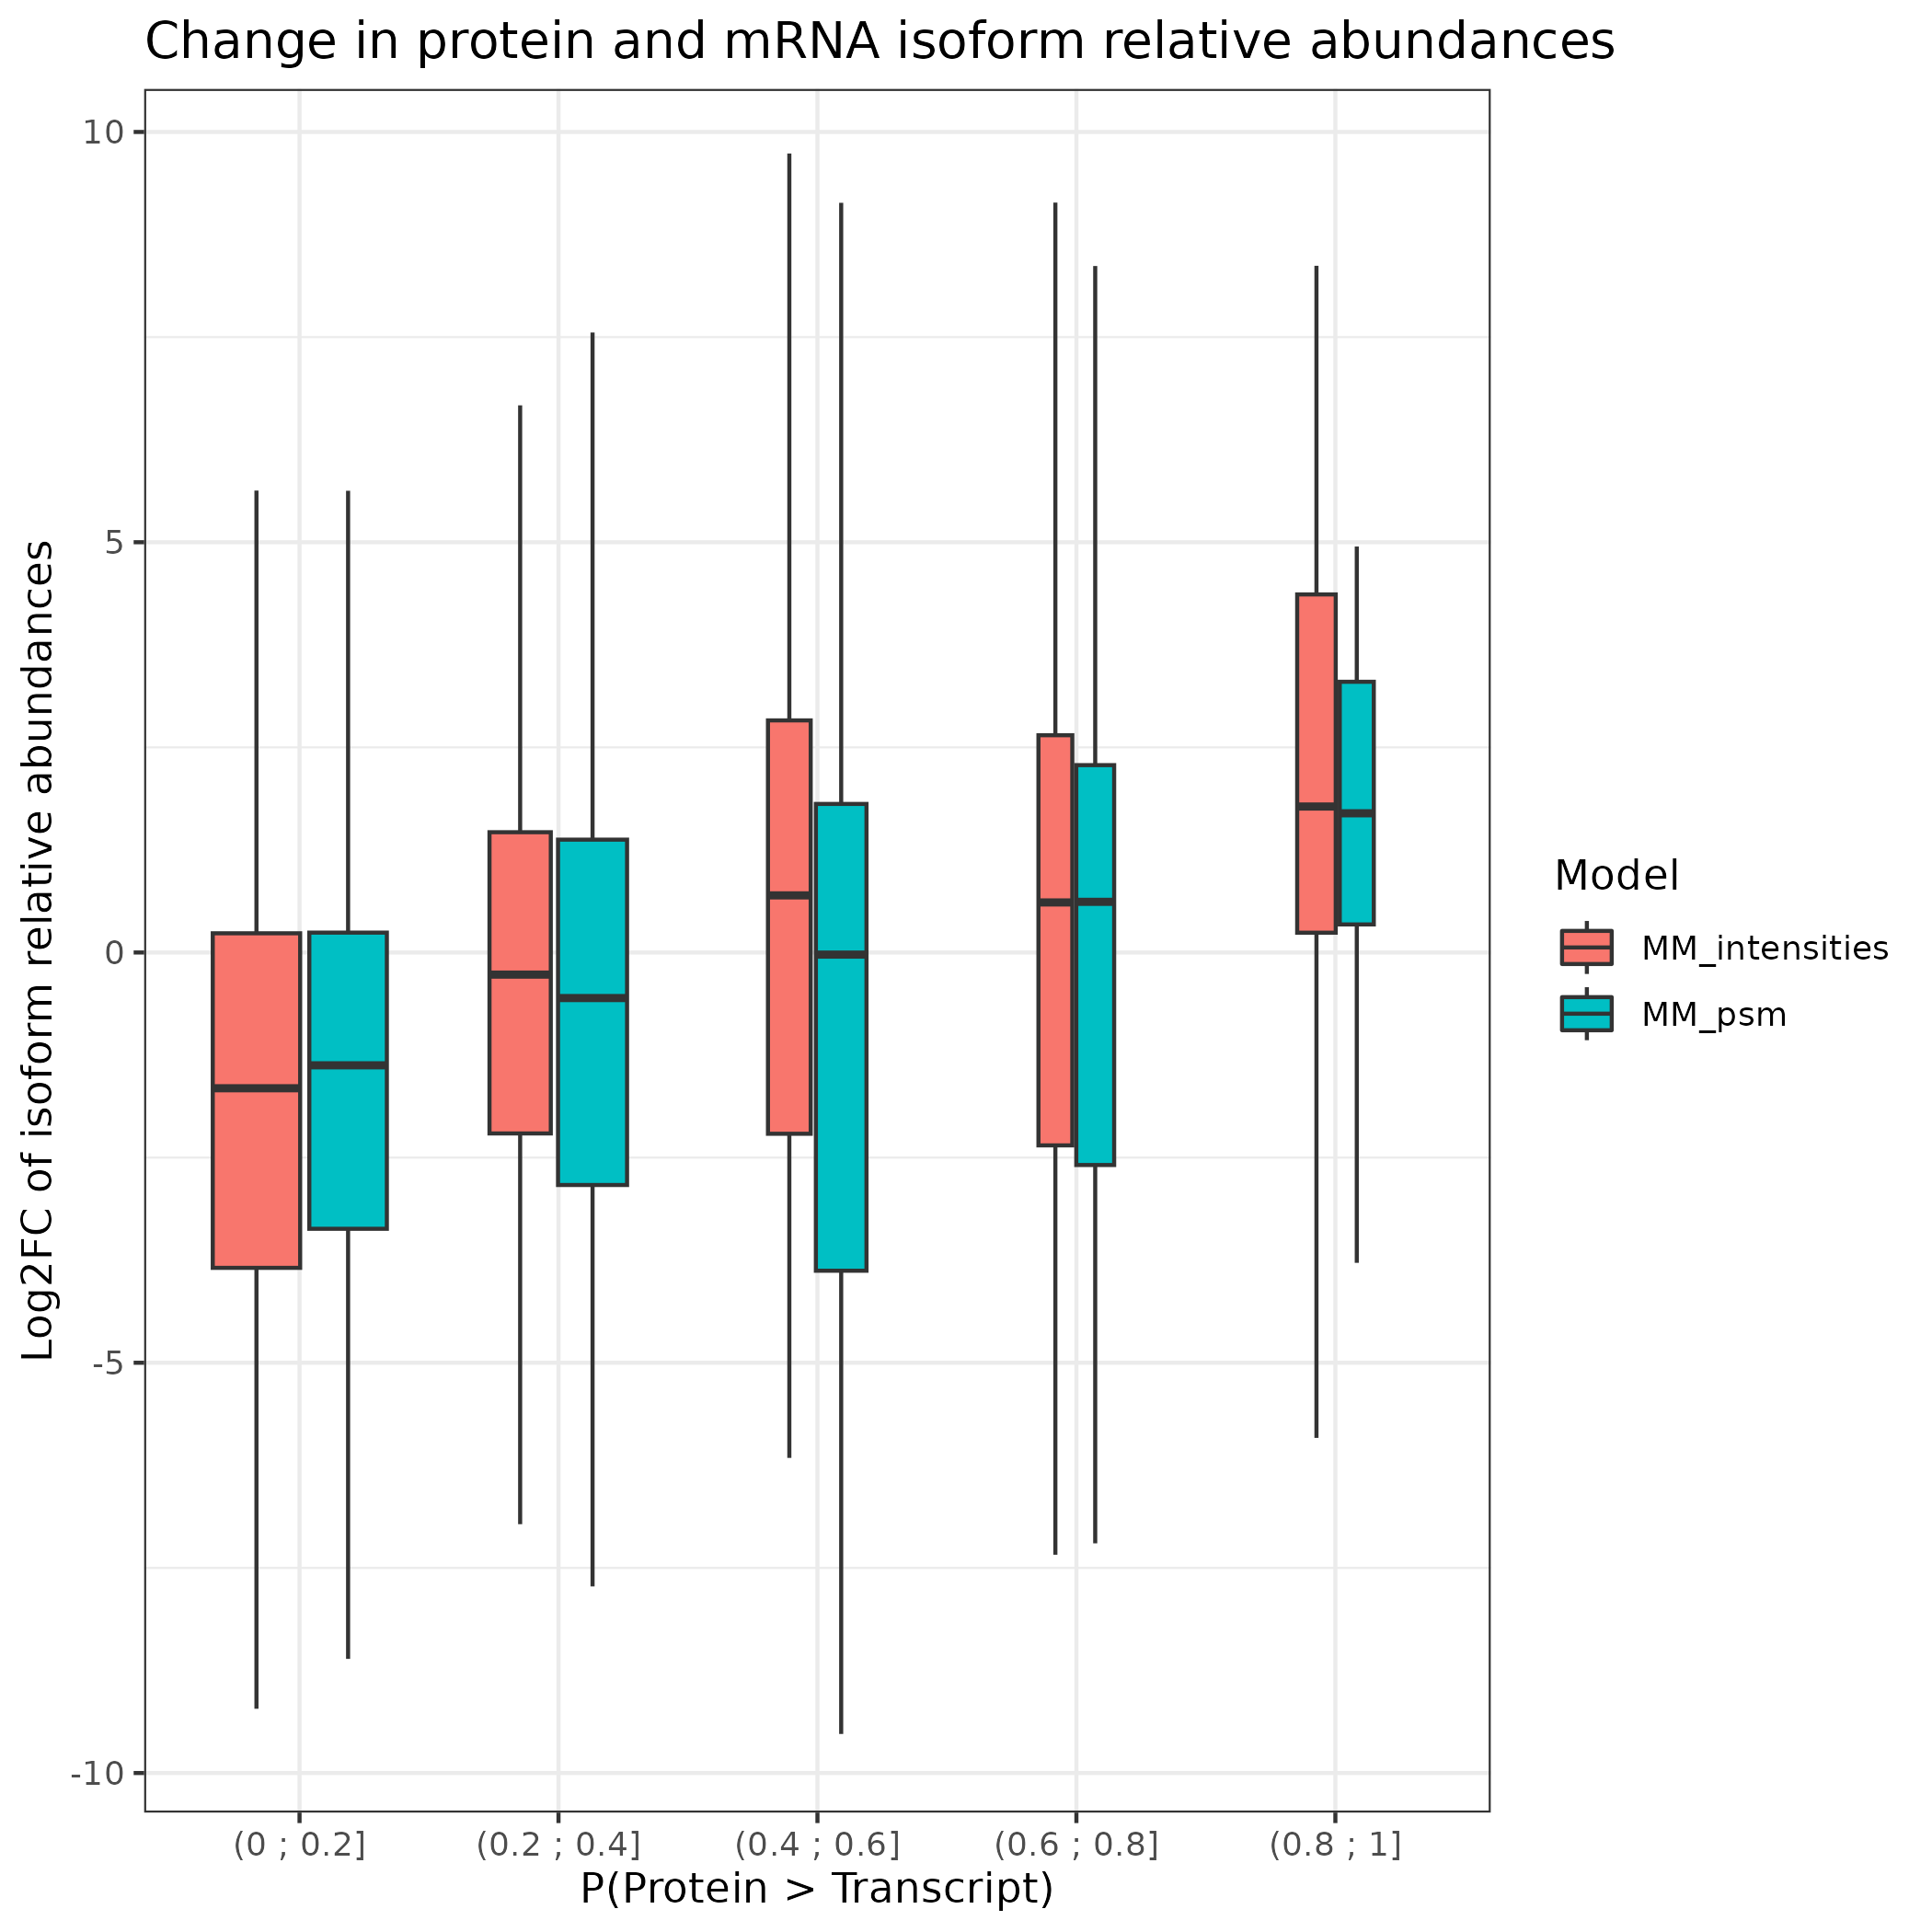 Change in protein and mRNA isoform relative abundances
Log2FC of isoform relative abundances
10
5
0
-5
-10
(0 ; 0.2]
(0.2 ; 0.4]
(0.4 ; 0.6]
(0.6 ; 0.8]
(0.8 ; 1]
P(Protein > Transcript)
Model
MM_intensities
MM_psm